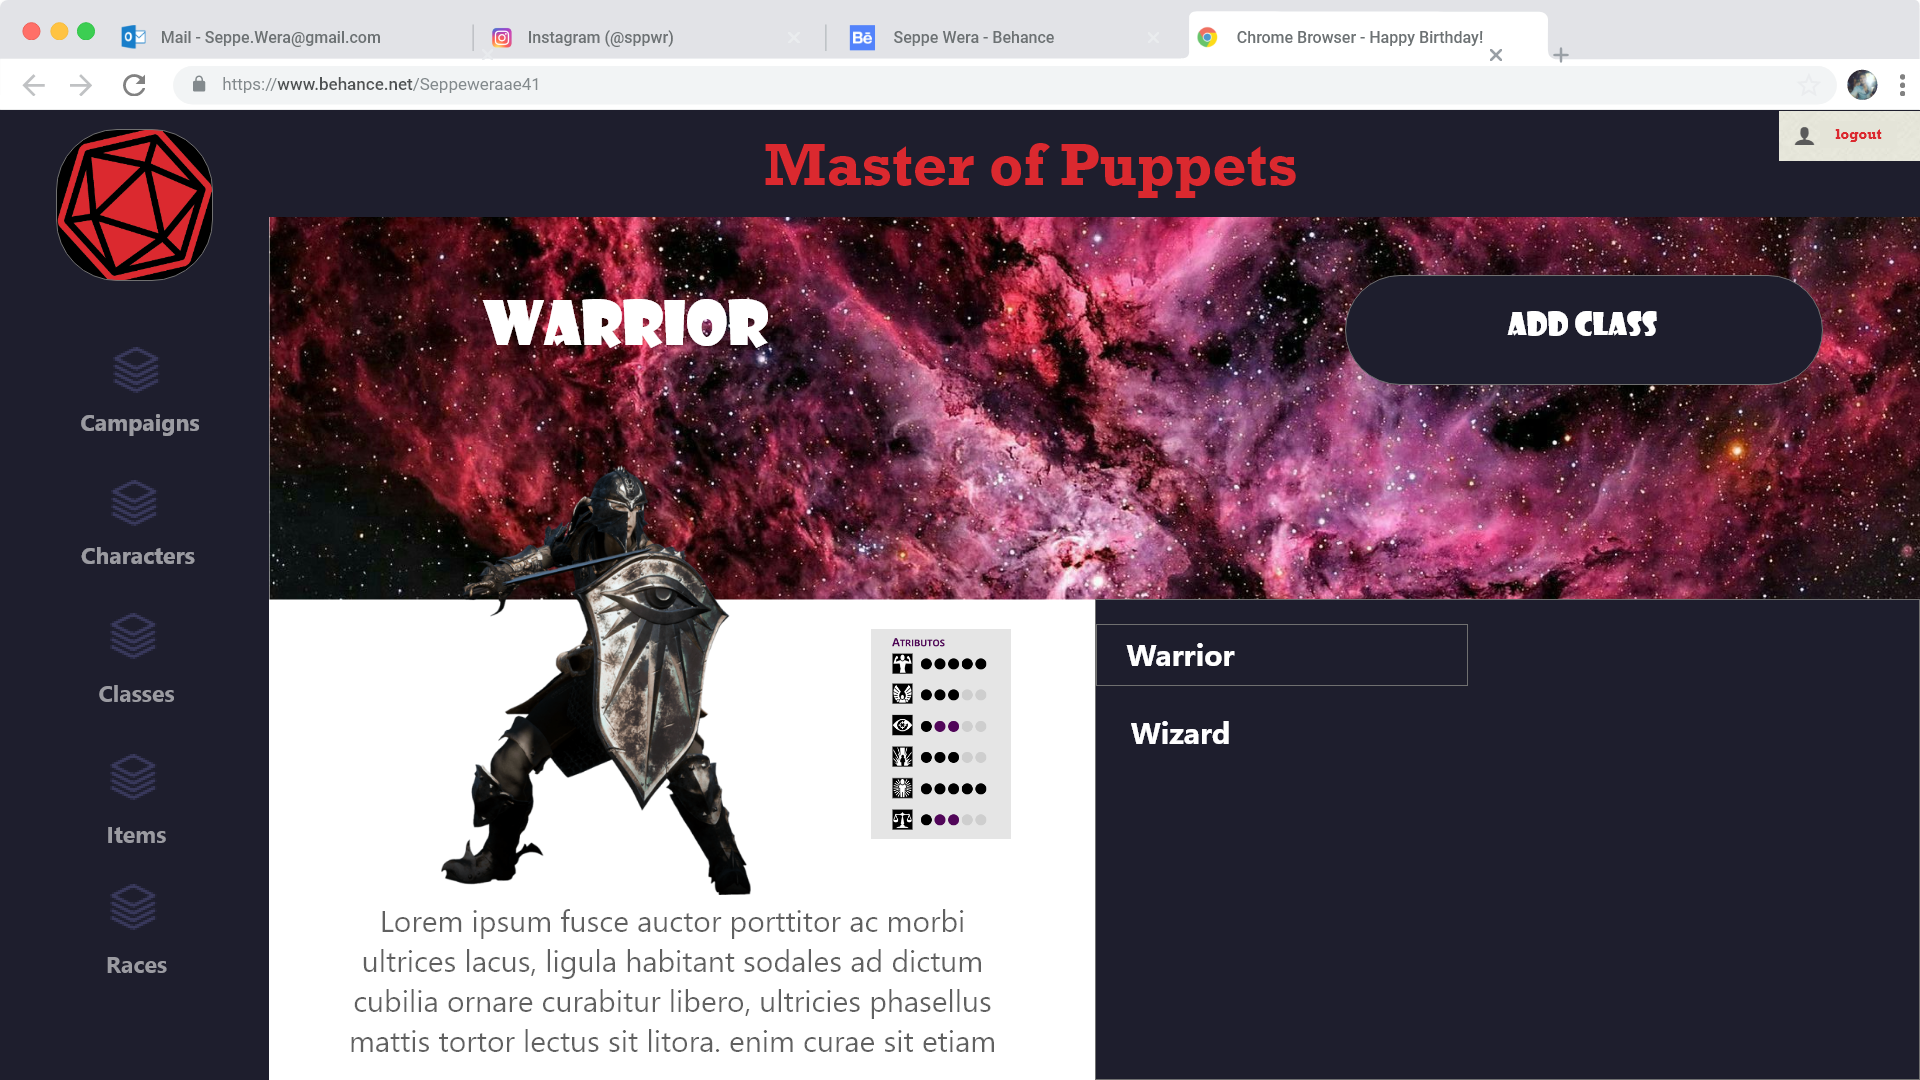 Mail - Seppe.Wera@gmail.com
Instagram (@sppwr)
Bē
Seppe Wera - Behance
Chrome Browser - Happy Birthday!
https://www.behance.net/Seppeweraae41
logout
Master of Puppets
WARRIOR
ADD CLASS
Campaigns
Characters
Classes
Items
Races
ATRIBUTOS
Warrior
Wizard
Lorem ipsum fusce auctor porttitor ac morbi
ultrices lacus, ligula habitant sodales ad dictum
cubilia ornare curabitur libero, ultricies phasellus
mattis tortor lectus sit litora. enim curae sit etiam